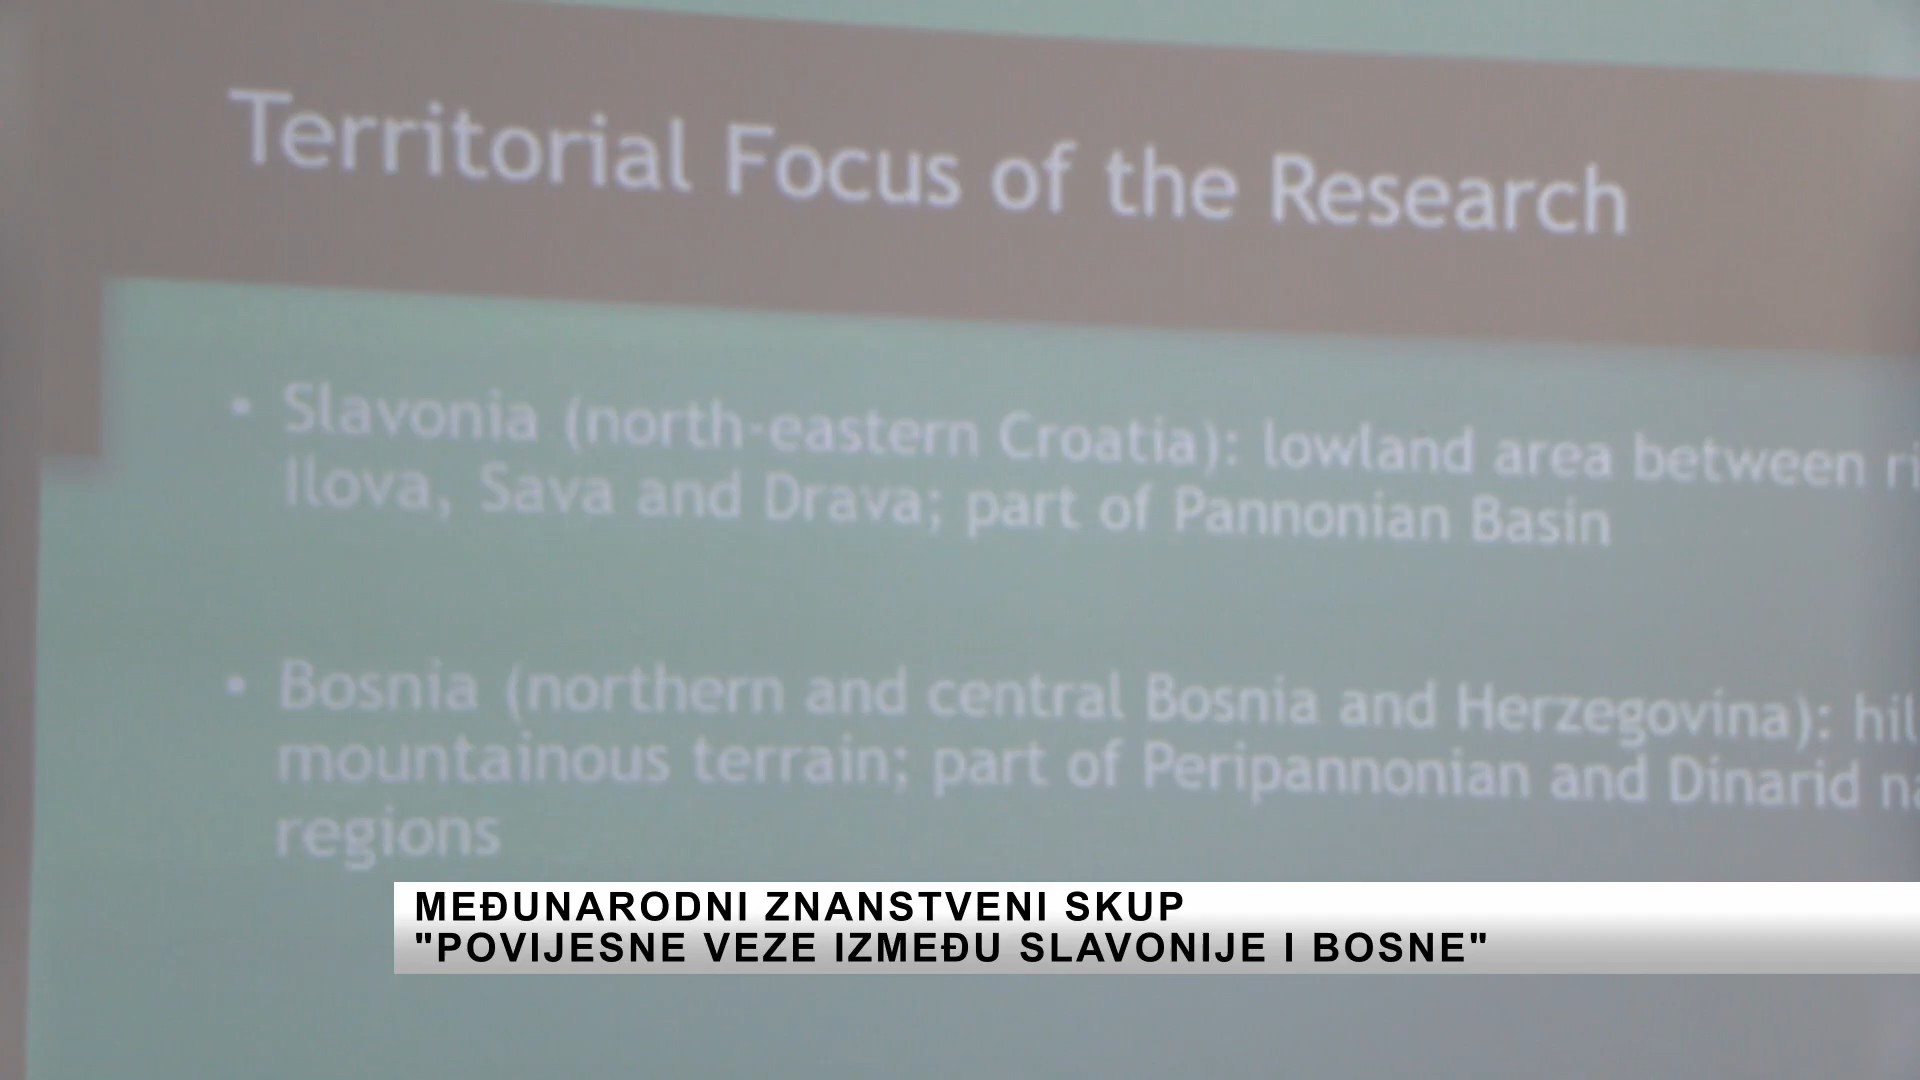 Territorial Focus of the Research
• Slavonia (north-eastern Croatia): lowland area between
Ilova, Sava and Drava; part of Pannonian Basin
• Bosnia (northern and central Bosnia and Herzegovina):
mountainous terrain; part of Peripannonian and Dinarid
regions
MEĐUNARODNI ZNANSTVENI SKUP
"POVIJESNE VEZE IZMEĐU SLAVONIJE I BOSNE"